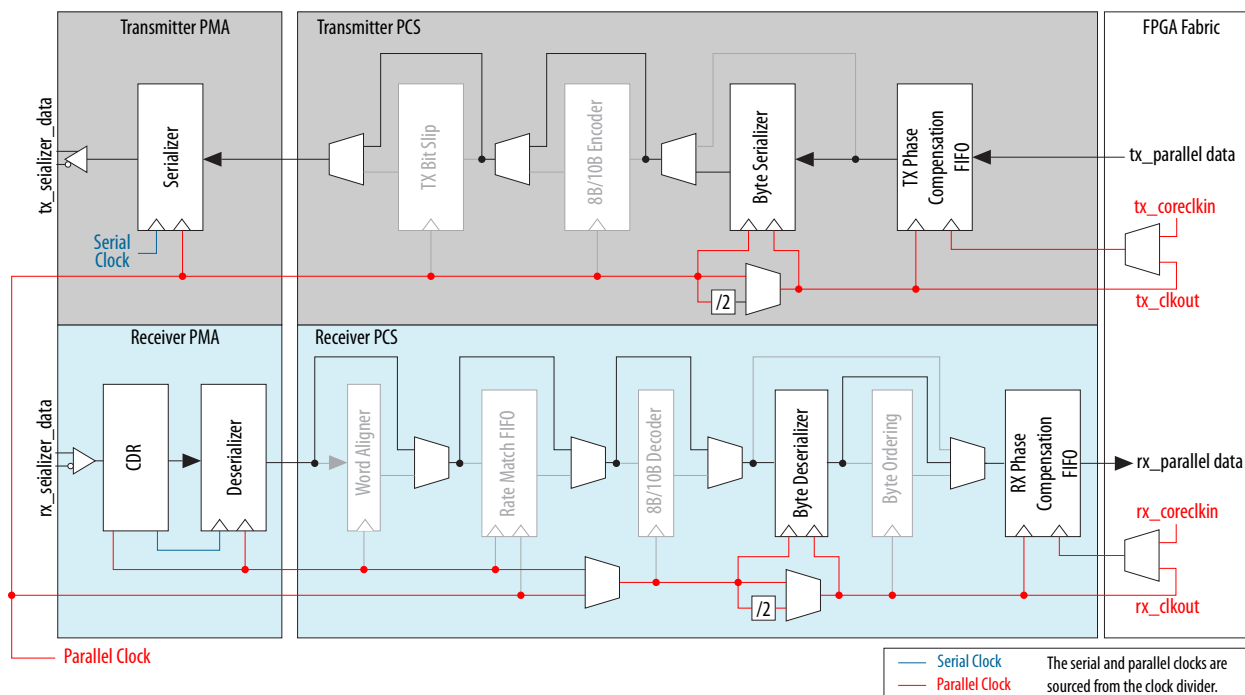 Transmitter PMA
Transmitter PCS
FPGA Fabric
tx_seializer_data
Serializer
Serial
Clock
TX Bit Slip
8B/10B Encoder
Byte Serializer
TX Phase
Compensation
FIFO
/2
tx_parallel data
tx_coreclkin
tx_clkout
Receiver PMA
Receiver PCS
rx_seializer_data
CDR
Deserializer
Word Aligner
Rate Match FIFO
8B/10B Decoder
Byte Deserializer
Byte Ordering
RX Phase
Compensation
FIFO
/2
rx_parallel data
rx_coreclkin
rx_clkout
Parallel Clock
Serial Clock
Parallel Clock
The serial and parallel clocks are
sourced from the clock divider.